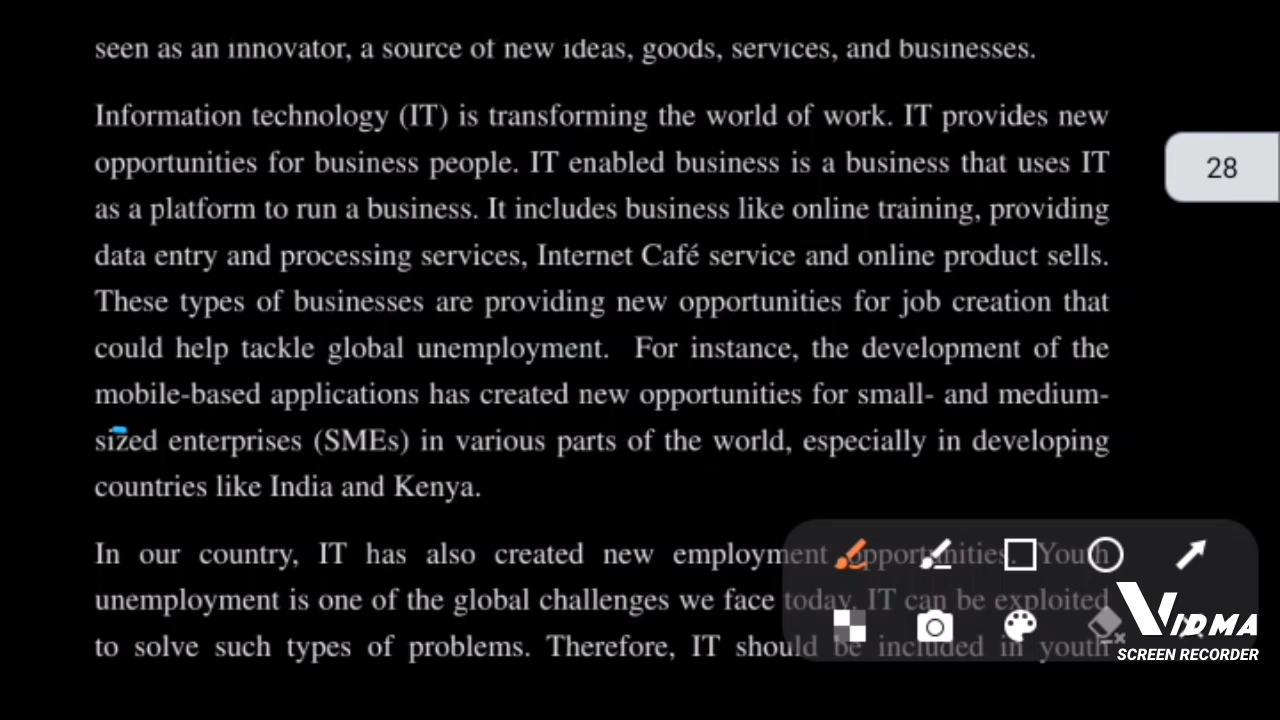 seen as an innovator, a source of new ideas, goods, services, and businesses.
Information technology (IT) is transforming the world of work. IT provides new
opportunities for business people. IT enabled business is a business that uses IT
as a platform to run a business. It includes business like online training, providing
data entry and processing services, Internet Café service and online product sells.
These types of businesses are providing new opportunities for job creation that
could help tackle global unemployment. For instance, the development of the
mobile-based applications has created new opportunities for small- and medium-
sized enterprises (SMEs) in various parts of the world, especially in developing
countries like India and Kenya.
In our country, IT has also created new employment opportunities. Youth
unemployment is one of the global challenges we face today. IT can be exploited
to solve such types of problems. Therefore, IT should be included in youth
28
VIDMA
SCREEN RECORDER